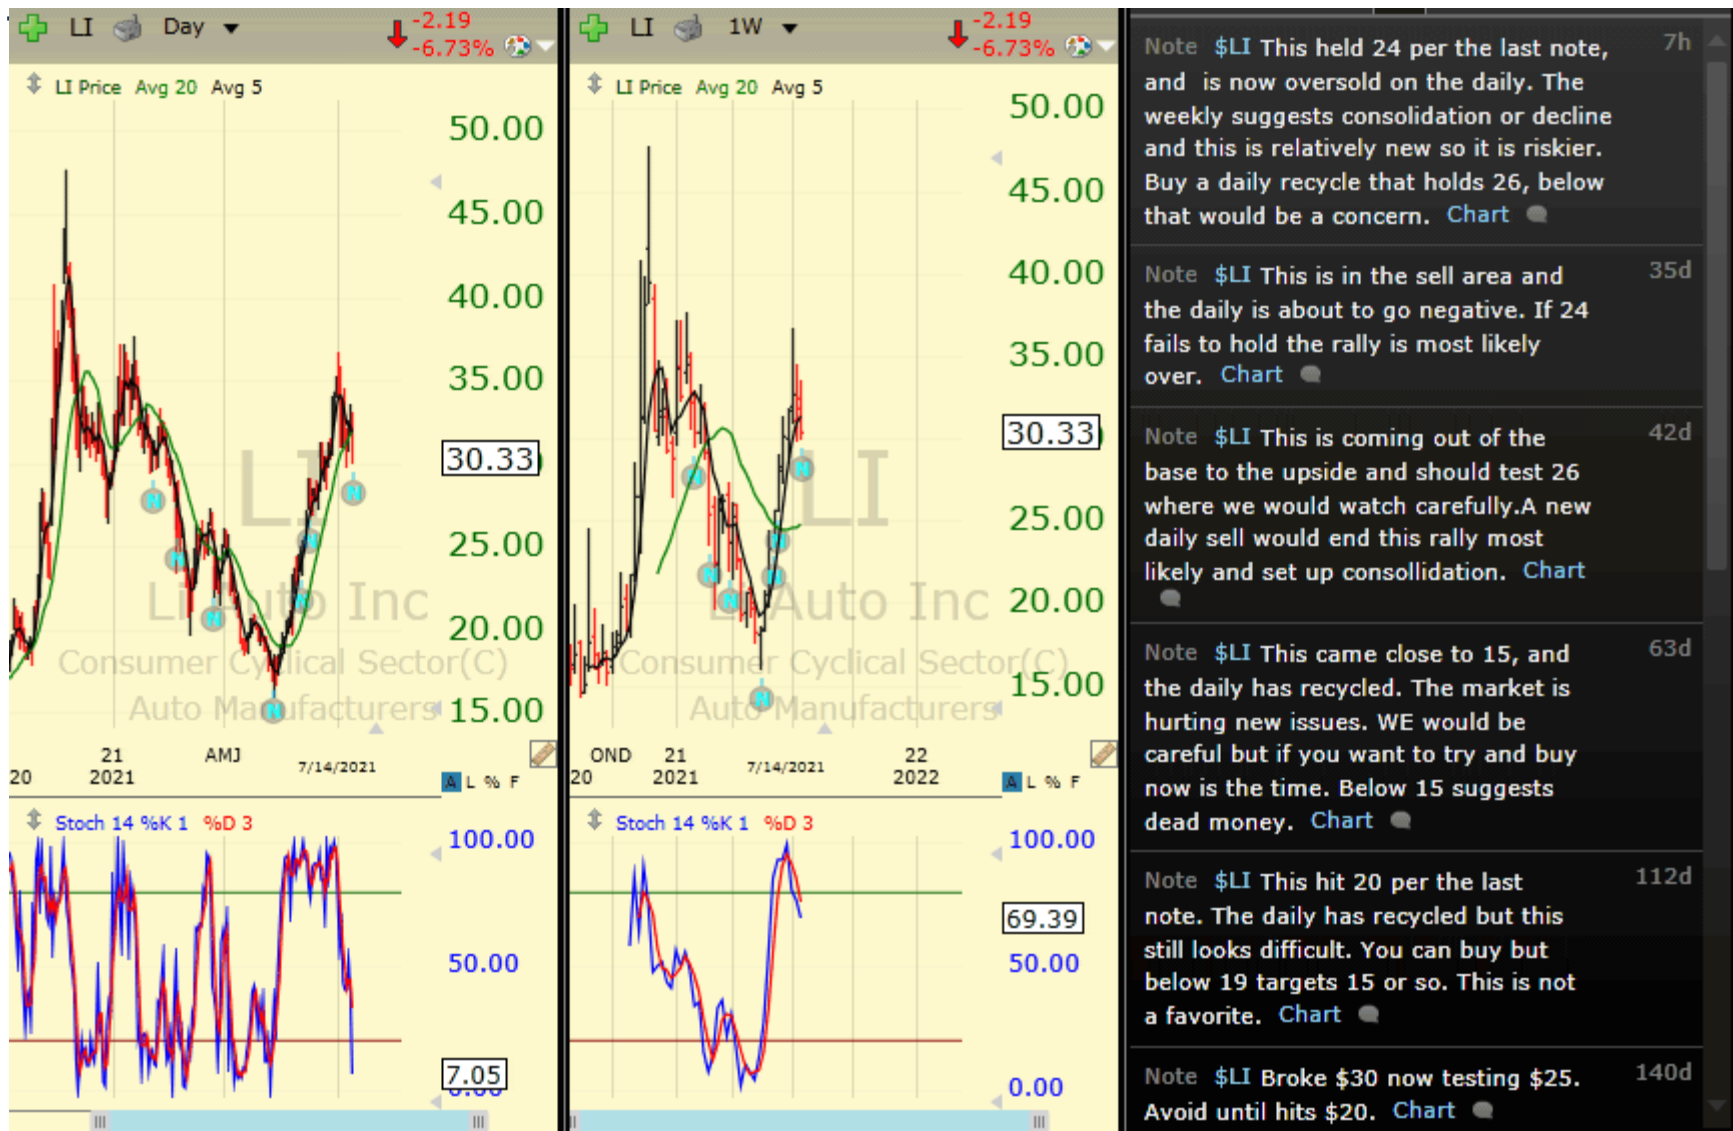 LI Day -2.19
-6.73%
LI Price Avg 20 Avg 5
50.00
45.00
40.00
35.00
30.33
25.00
20.00
15.00
LI
Li Auto Inc
Consumer Cyclical Sector(C)
Auto Manufacturers
N
N
N
N
N
N
N
21 AMJ 7/14/2021
20 2021
A L % F
Stoch 14 %K 1 %D 3
100.00
50.00
7.05
0.00
LI 1W -2.19
-6.73%
LI Price Avg 20 Avg 5
50.00
45.00
40.00
35.00
30.33
25.00
20.00
15.00
LI
Li Auto Inc
Consumer Cyclical Sector(C)
Auto Manufacturers
N
N
N
N
N
N
N
OND 21 7/14/2021 22
20 2021 2022
A L % F
Stoch 14 %K 1 %D 3
100.00
69.39
50.00
0.00
Note $LI This held 24 per the last note, 7h
and is now oversold on the daily. The
weekly suggests consolidation or decline
and this is relatively new so it is riskier.
Buy a daily recycle that holds 26, below
that would be a concern. Chart
Note $LI This is in the sell area and 35d
the daily is about to go negative. If 24
fails to hold the rally is most likely
over. Chart
Note $LI This is coming out of the 42d
base to the upside and should test 26
where we would watch carefully.A new
daily sell would end this rally most
likely and set up consollidation. Chart
Note $LI This came close to 15, and 63d
the daily has recycled. The market is
hurting new issues. WE would be
careful but if you want to try and buy
now is the time. Below 15 suggests
dead money. Chart
Note $LI This hit 20 per the last 112d
note. The daily has recycled but this
still looks difficult. You can buy but
below 19 targets 15 or so. This is not
a favorite. Chart
Note $LI Broke $30 now testing $25. 140d
Avoid until hits $20. Chart